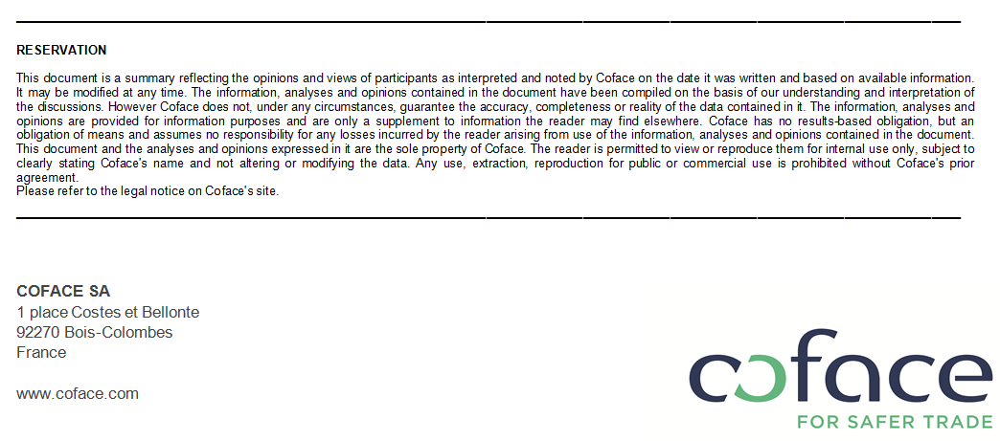 RESERVATION
This document is a summary reflecting the opinions and views of participants as interpreted and noted by Coface on the date it was written and based on available information.
It may be modified at any time. The information, analyses and opinions contained in the document have been compiled on the basis of our understanding and interpretation of
the discussions. However Coface does not, under any circumstances, guarantee the accuracy, completeness or reality of the data contained in it. The information, analyses and
opinions are provided for information purposes and are only a supplement to information the reader may find elsewhere. Coface has no results-based obligation, but an
obligation of means and assumes no responsibility for any losses incurred by the reader arising from use of the information, analyses and opinions contained in the document.
This document and the analyses and opinions expressed in it are the sole property of Coface. The reader is permitted to view or reproduce them for internal use only, subject to
clearly stating Coface's name and not altering or modifying the data. Any use, extraction, reproduction for public or commercial use is prohibited without Coface's prior
agreement.
Please refer to the legal notice on Coface's site.
COFACE SA
1 place Costes et Bellonte
92270 Bois-Colombes
France
www.coface.com
coface
FOR SAFER TRADE